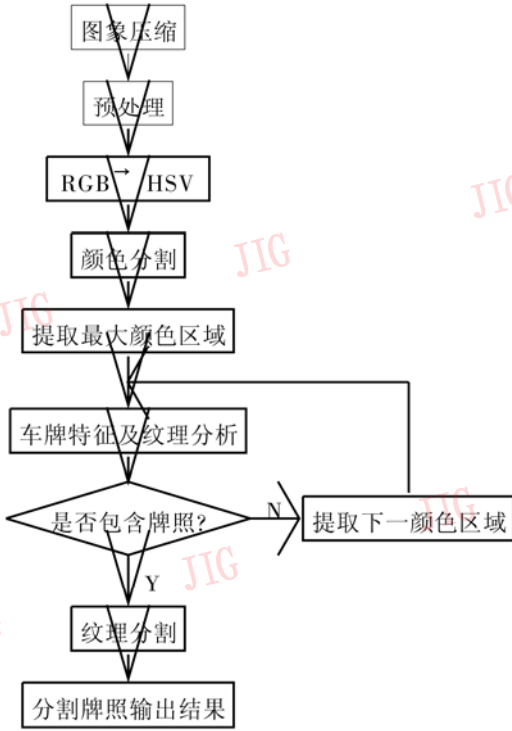 图象压缩
预处理
RGB → HSV
颜色分割
JIG
JIG
JIG
提取最大颜色区域
车牌特征及纹理分析
是否包含牌照?
N
提取下一颜色区域
JIG
JIG
Y
纹理分割
分割牌照输出结果